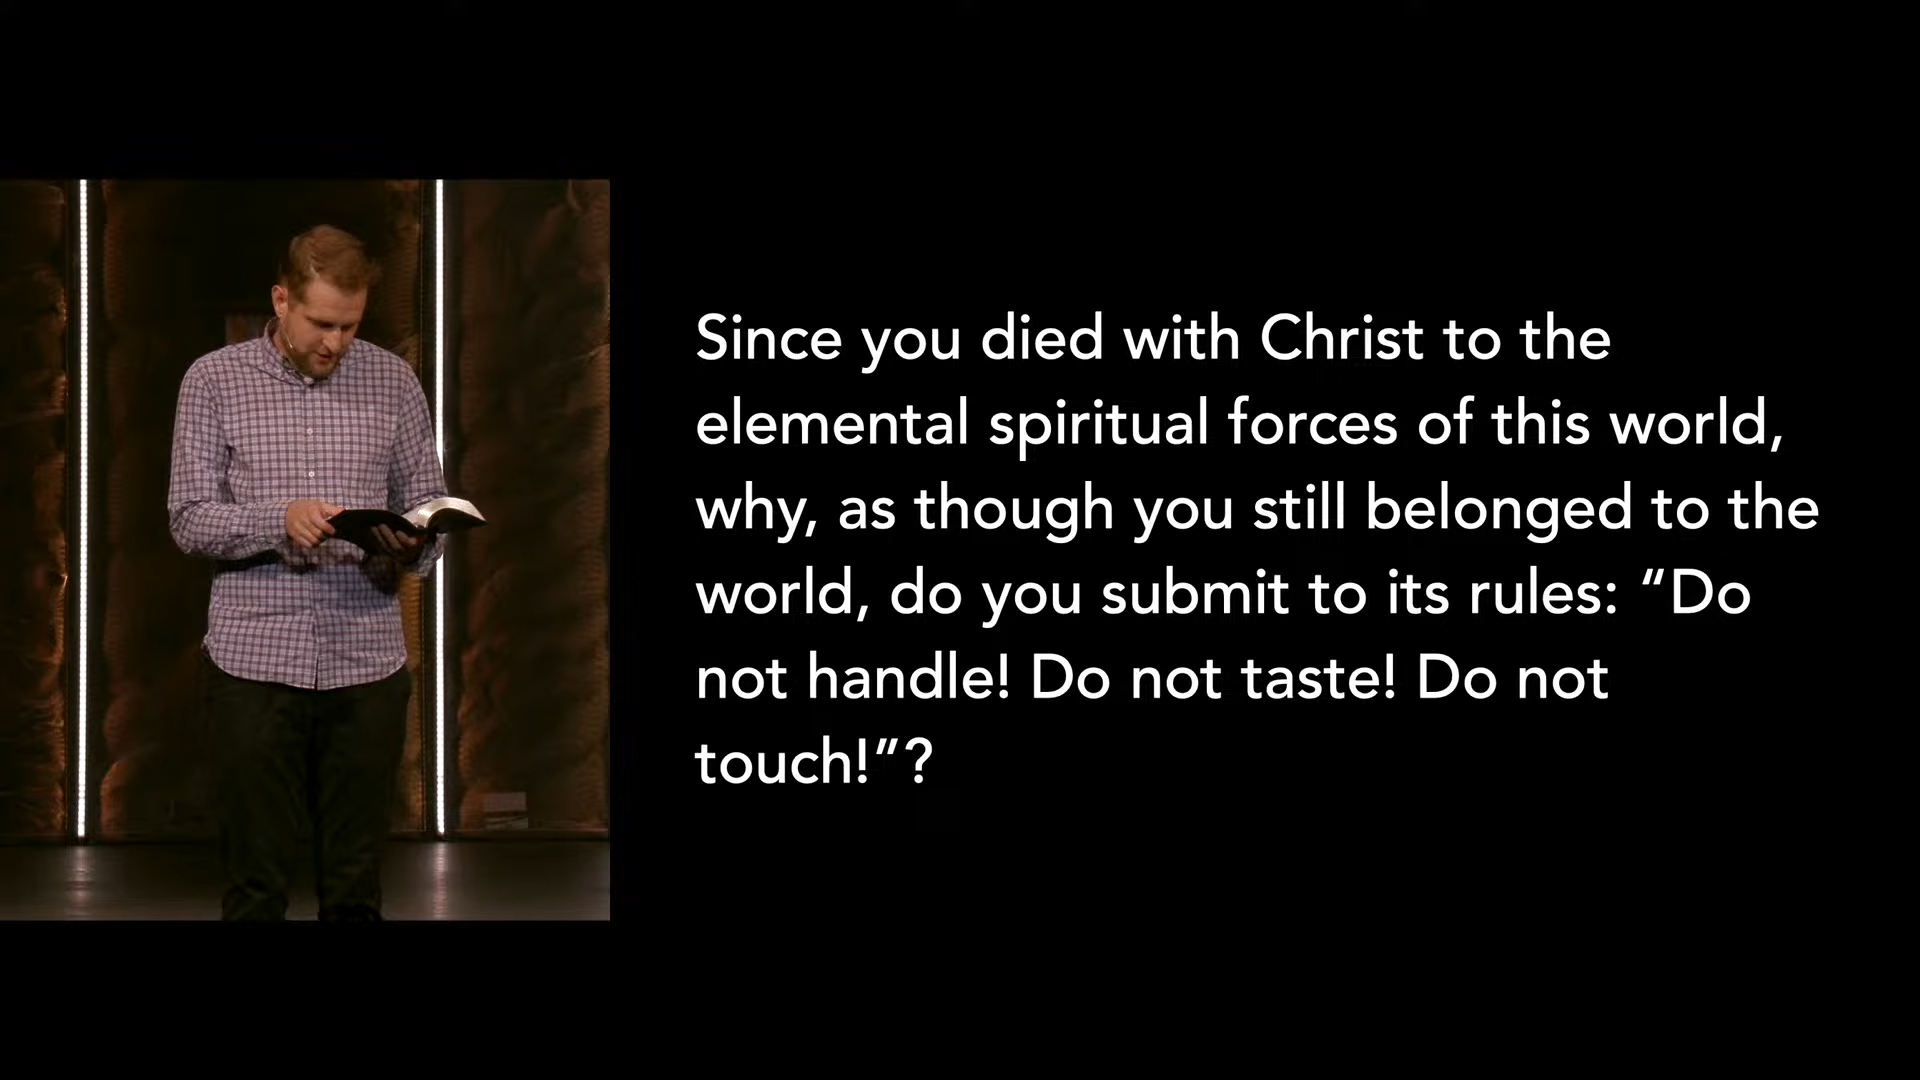 Since you died with Christ to the
elemental spiritual forces of this world,
why, as though you still belonged to the
world, do you submit to its rules: “Do
not handle! Do not taste! Do not
touch!”?